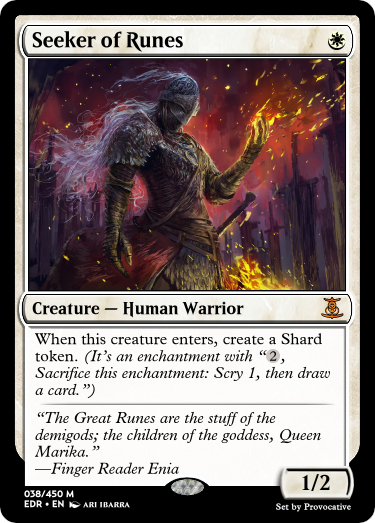 Seeker of Runes
Creature — Human Warrior
When this creature enters, create a Shard
token. (It's an enchantment with “2,
Sacrifice this enchantment: Scry 1, then draw
a card.”)
“The Great Runes are the stuff of the
demigods; the children of the goddess, Queen
Marika.”
—Finger Reader Enia
1/2
038/450 M
EDR • EN ARI IBARRA
Set by Provocative